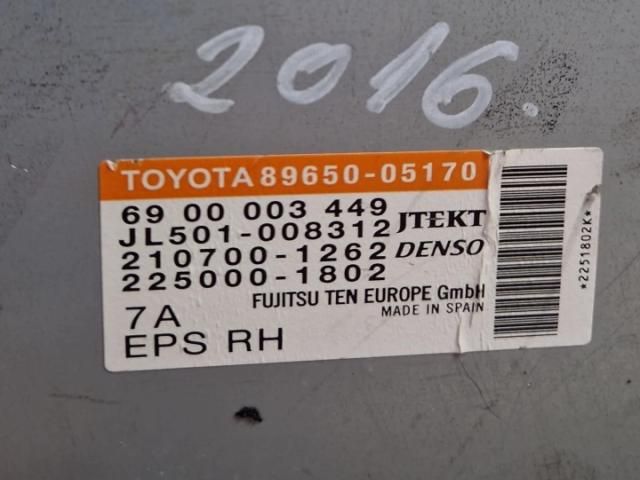 2016.
TOYOTA 89650-05170
69 00 003 449
JL501-008312 JTEKT
210700-1262 DENSO
225000-1802
FUJITSU TEN EUROPE GmbH
7A MADE IN SPAIN
EPS RH
*2251802K*